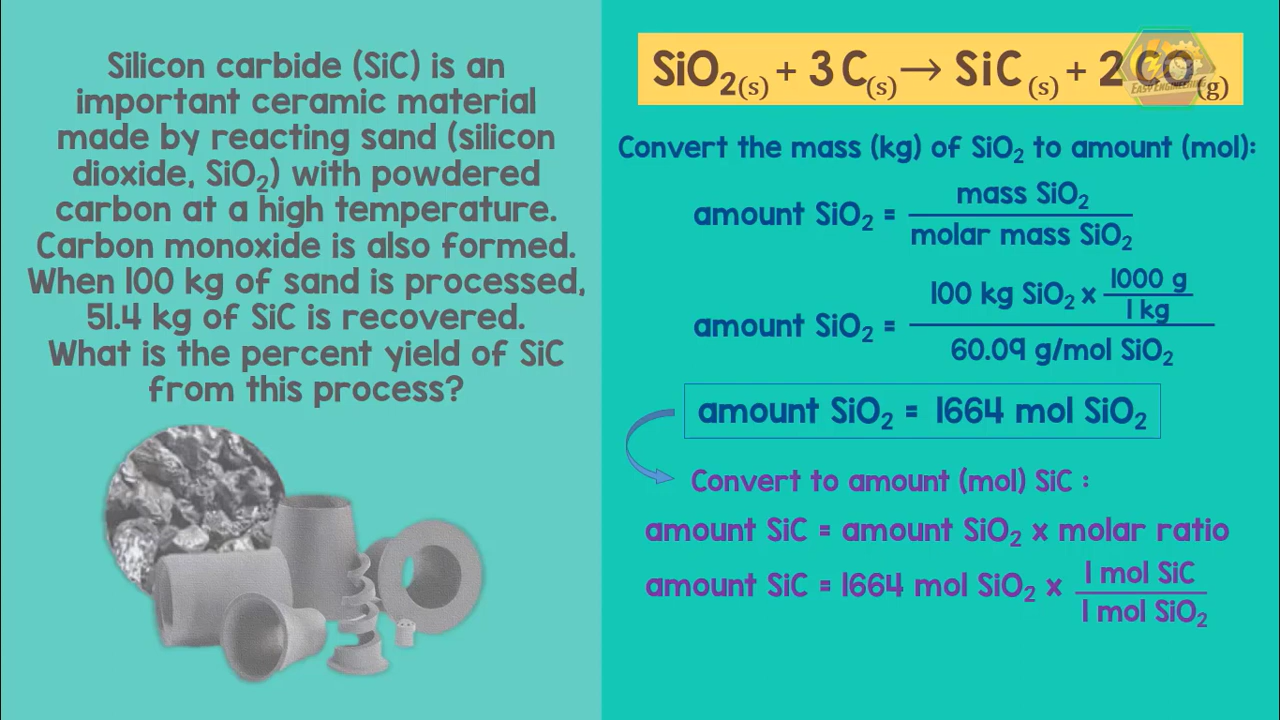 Silicon carbide (SiC) is an
important ceramic material
made by reacting sand (silicon
dioxide, SiO₂) with powdered
carbon at a high temperature.
Carbon monoxide is also formed.
When 100 kg of sand is processed,
51.4 kg of SiC is recovered.
What is the percent yield of SiC
from this process?
SiO₂(s) + 3 C(s) → SiC (s) + 2 CO (g)
EASY ENGINEERING
Convert the mass (kg) of SiO₂ to amount (mol):
amount SiO₂ = mass SiO₂ / molar mass SiO₂
amount SiO₂ = 100 kg SiO₂ x 1000 g / 1 kg / 60.09 g/mol SiO₂
amount SiO₂ = 1664 mol SiO₂
Convert to amount (mol) SiC :
amount SiC = amount SiO₂ x molar ratio
amount SiC = 1664 mol SiO₂ x 1 mol SiC / 1 mol SiO₂